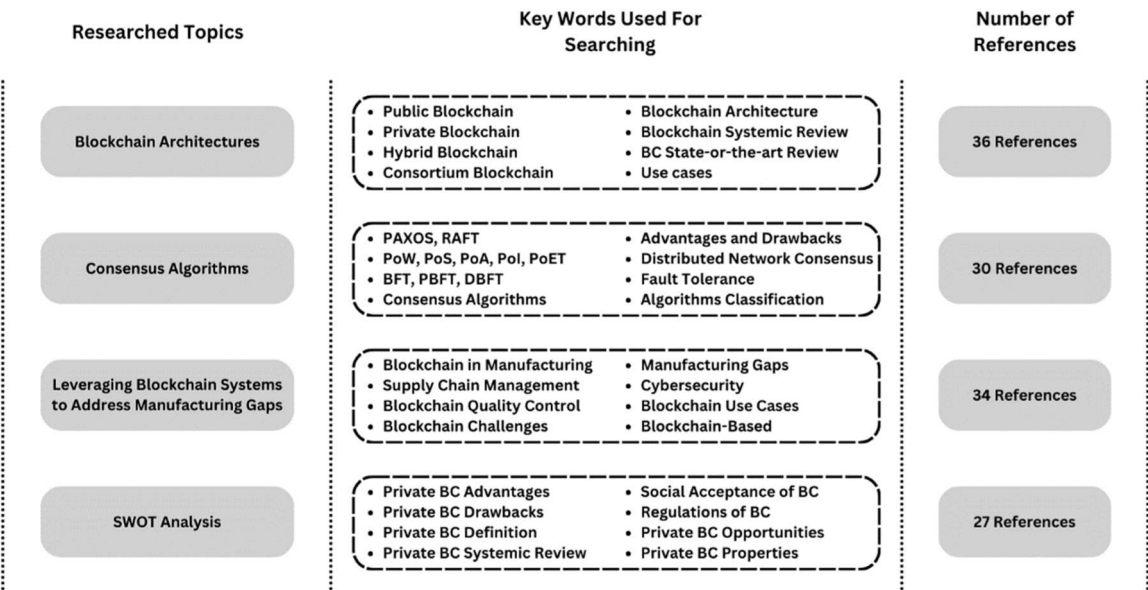 Researched Topics
Key Words Used For
Searching
Number of
References
Blockchain Architectures
• Public Blockchain
• Private Blockchain
• Hybrid Blockchain
• Consortium Blockchain
• Blockchain Architecture
• Blockchain Systemic Review
• BC State-or-the-art Review
• Use cases
36 References
Consensus Algorithms
• PAXOS, RAFT
• PoW, PoS, PoA, PoI, PoET
• BFT, PBFT, DBFT
• Consensus Algorithms
• Advantages and Drawbacks
• Distributed Network Consensus
• Fault Tolerance
• Algorithms Classification
30 References
Leveraging Blockchain Systems
to Address Manufacturing Gaps
• Blockchain in Manufacturing
• Supply Chain Management
• Blockchain Quality Control
• Blockchain Challenges
• Manufacturing Gaps
• Cybersecurity
• Blockchain Use Cases
• Blockchain-Based
34 References
SWOT Analysis
• Private BC Advantages
• Private BC Drawbacks
• Private BC Definition
• Private BC Systemic Review
• Social Acceptance of BC
• Regulations of BC
• Private BC Opportunities
• Private BC Properties
27 References